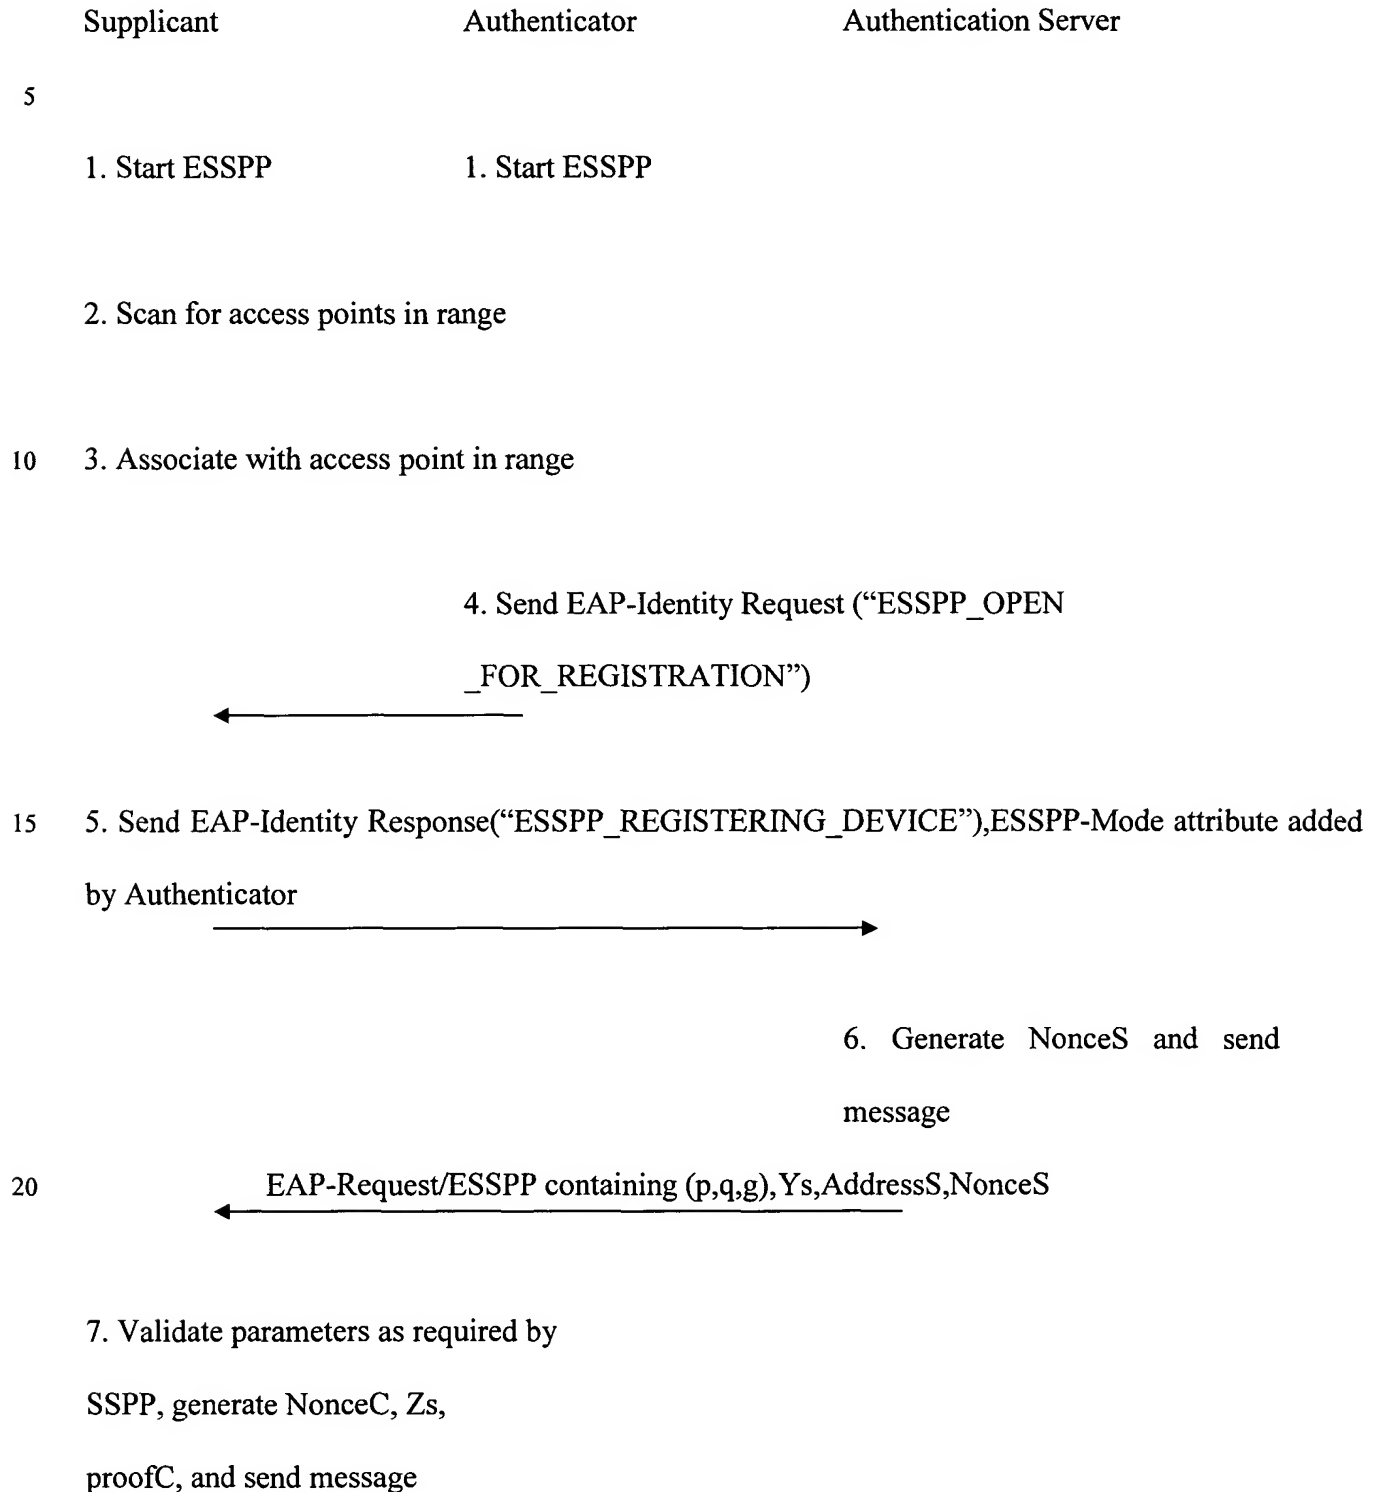 Supplicant Authenticator Authentication Server
5
1. Start ESSPP 1. Start ESSPP
2. Scan for access points in range
10 3. Associate with access point in range
4. Send EAP-Identity Request (“ESSPP_OPEN
_FOR_REGISTRATION”)
15 5. Send EAP-Identity Response(“ESSPP_REGISTERING_DEVICE”),ESSPP-Mode attribute added
by Authenticator
6. Generate NonceS and send
message
20 EAP-Request/ESSPP containing (p,q,g),Ys,AddressS,NonceS
7. Validate parameters as required by
SSPP, generate NonceC, Zs,
proofC, and send message